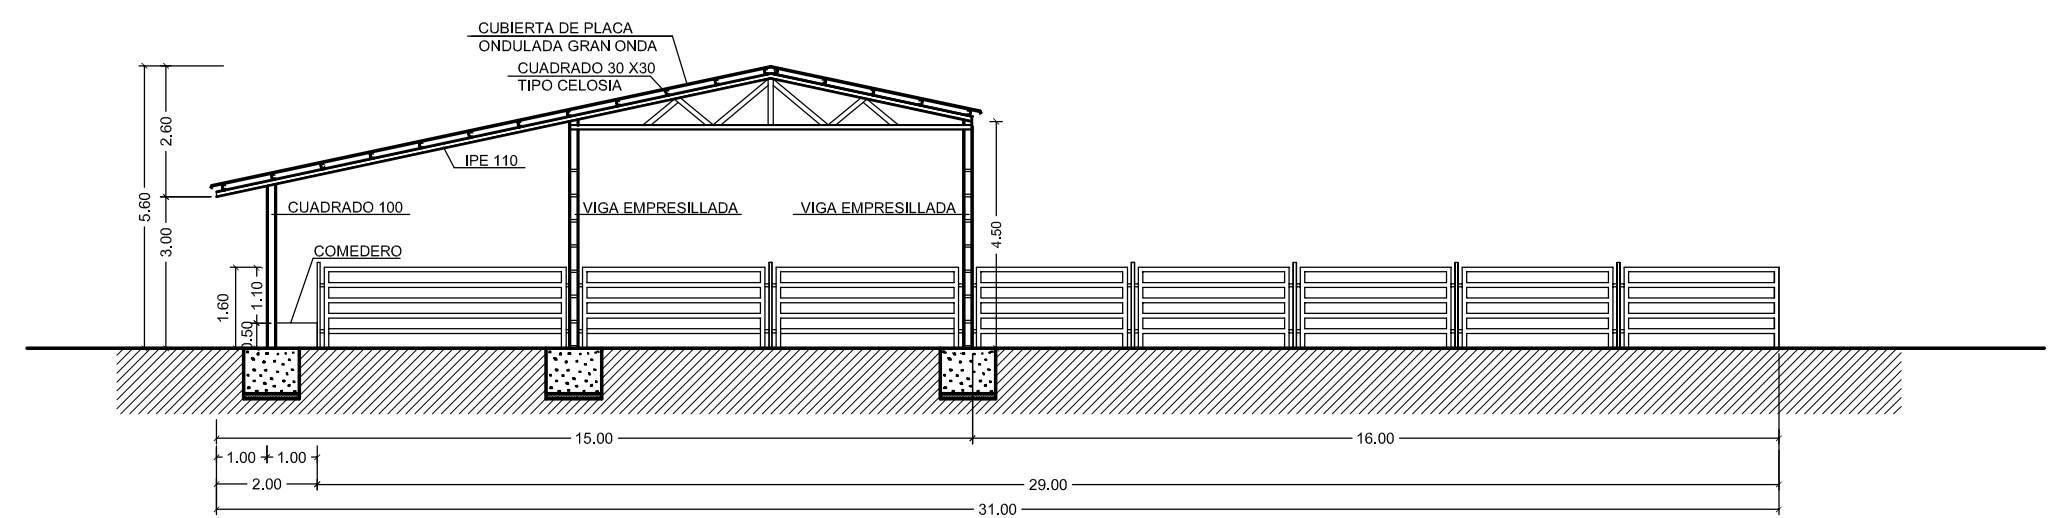 CUBIERTA DE PLACA
ONDULADA GRAN ONDA
CUADRADO 30 X30
TIPO CELOSIA
2.60
IPE 110
5.60
3.00
CUADRADO 100
VIGA EMPRESILLADA
VIGA EMPRESILLADA
4.50
COMEDERO
1.60
1.10
0.50
15.00
16.00
1.00
1.00
2.00
29.00
31.00